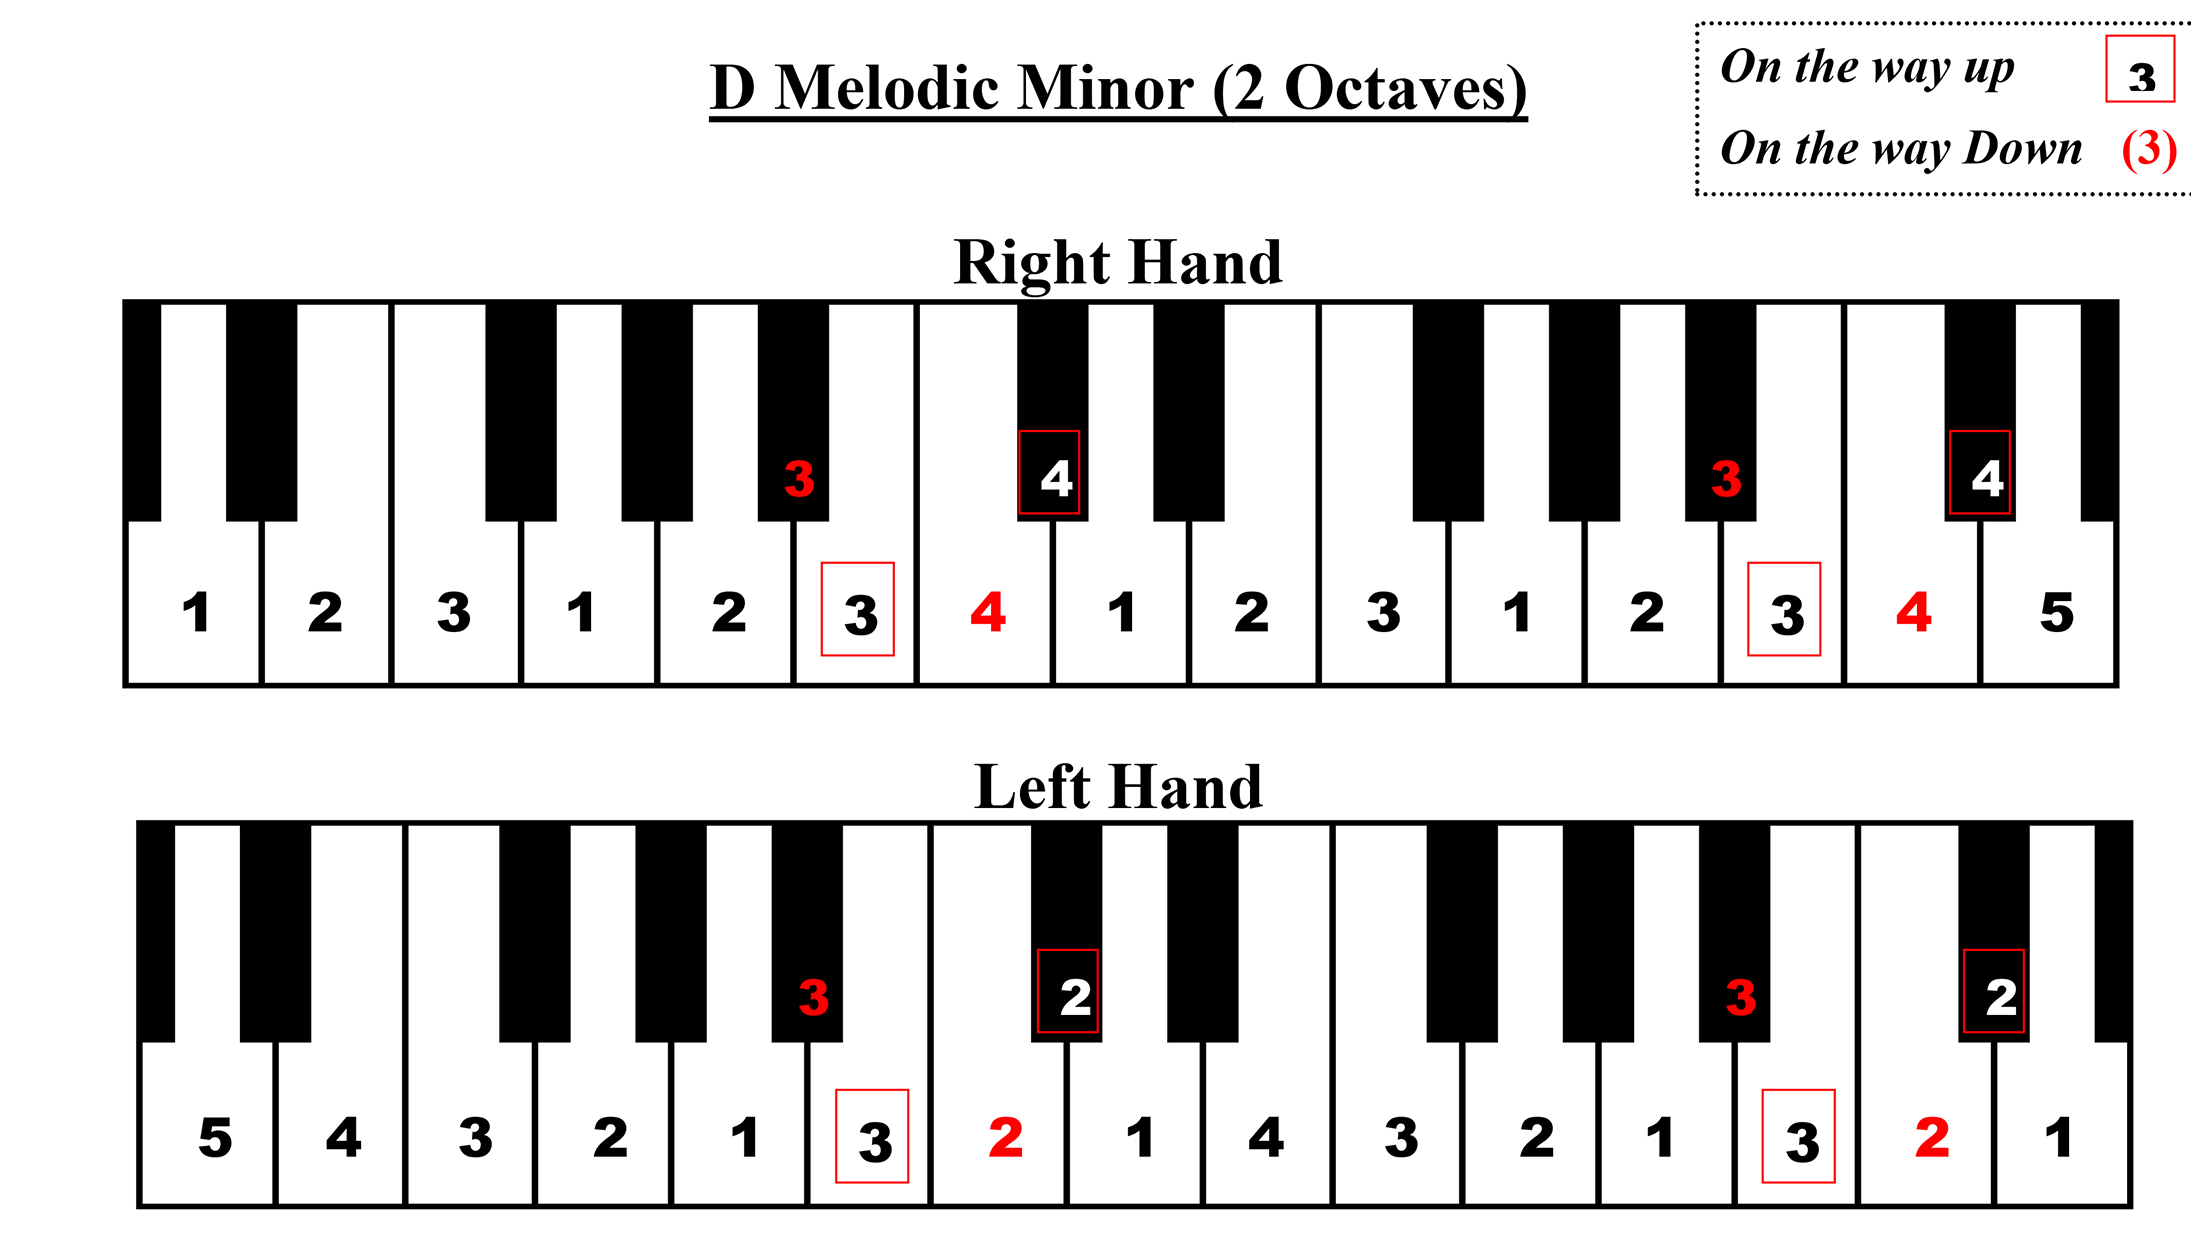 D Melodic Minor (2 Octaves)
On the way up 3
On the way Down (3)
Right Hand
3 4 3 4
1 2 3 1 2 3 4 1 2 3 1 2 3 4 5
Left Hand
3 2 3 2
5 4 3 2 1 3 2 1 4 3 2 1 3 2 1